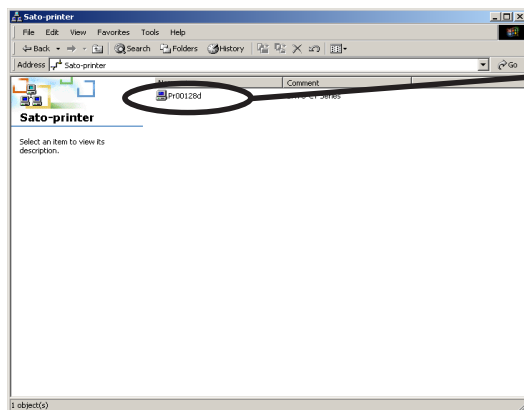 Sato-printer
File Edit View Favorites Tools Help
Back Search Folders History
Address Sato-printer Go
Comment
Pr00128d Series
Sato-printer
Select an item to view its
description.
1 object(s)